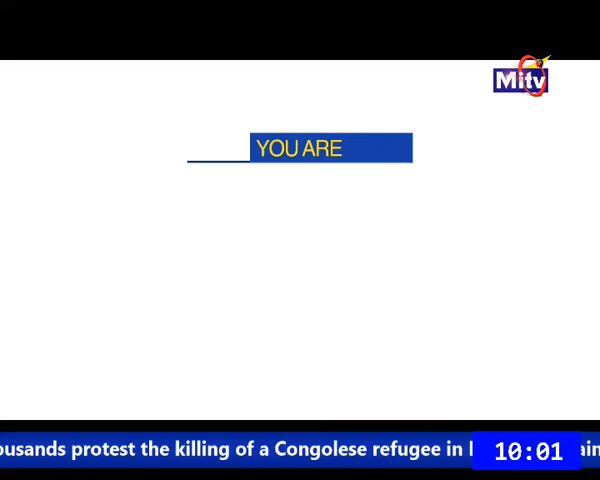 Mitv
YOU ARE
ousands protest the killing of a Congolese refugee in
10:01